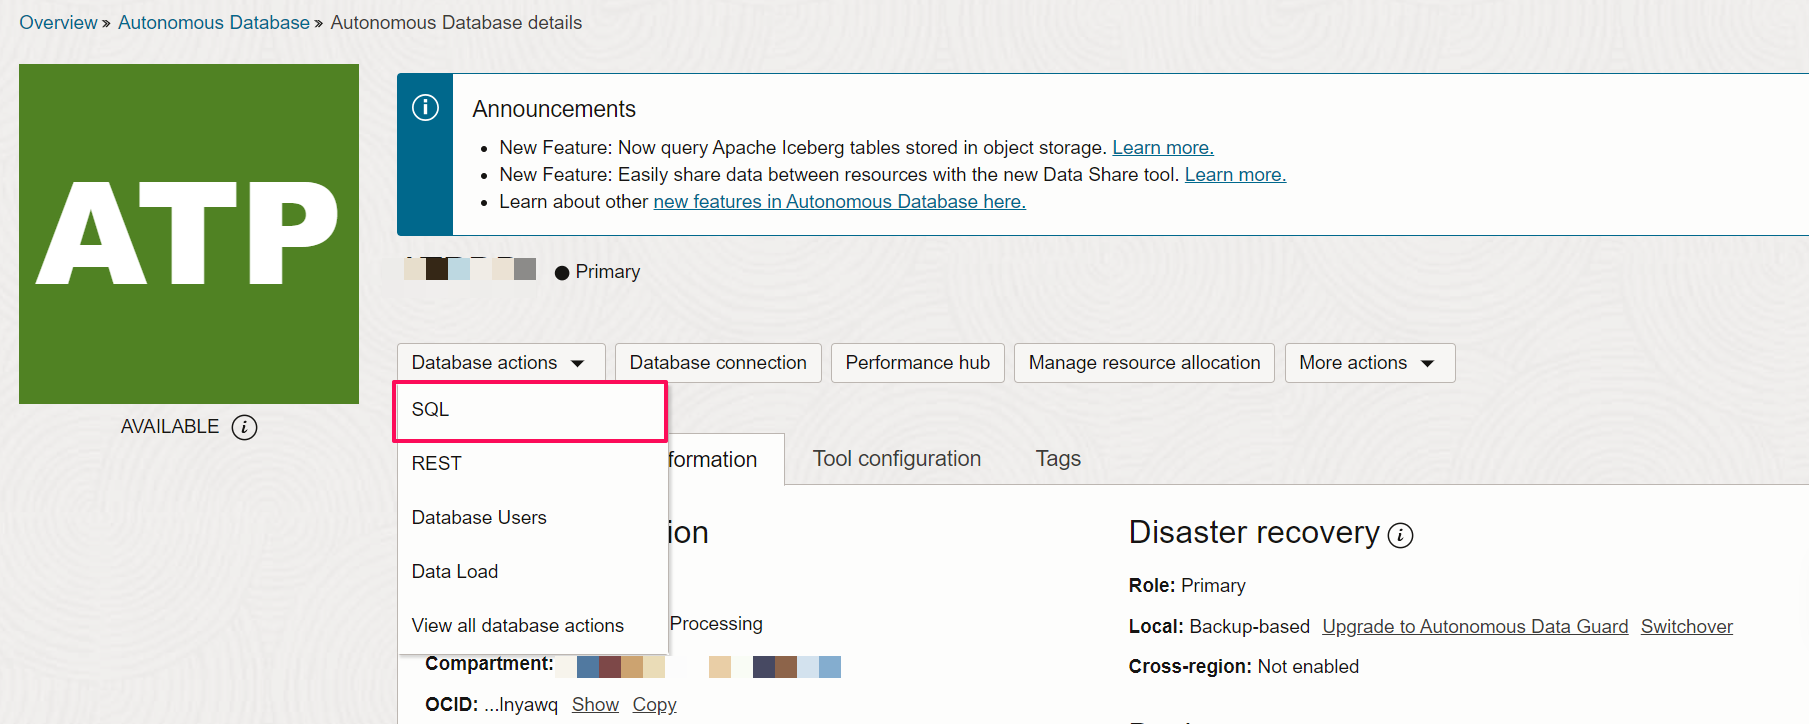 Overview » Autonomous Database » Autonomous Database details
ATP
AVAILABLE
Announcements
New Feature: Now query Apache Iceberg tables stored in object storage. Learn more.
New Feature: Easily share data between resources with the new Data Share tool. Learn more.
Learn about other new features in Autonomous Database here.
Primary
Database actions
Database connection
Performance hub
Manage resource allocation
More actions
SQL
REST
Database Users
Data Load
View all database actions
formation
Tool configuration
Tags
ion
Processing
Compartment:
OCID: ...lnyawq Show Copy
Disaster recovery
Role: Primary
Local: Backup-based Upgrade to Autonomous Data Guard Switchover
Cross-region: Not enabled